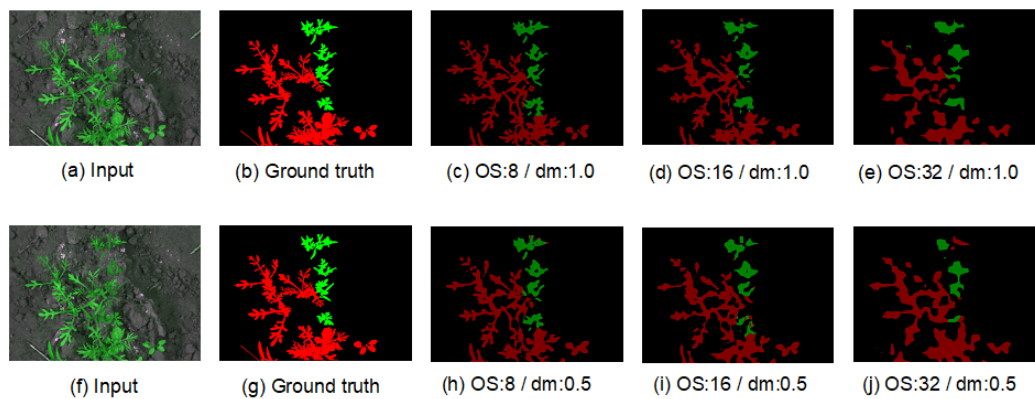 (a) Input
(b) Ground truth
(c) OS:8 / dm:1.0
(d) OS:16 / dm:1.0
(e) OS:32 / dm:1.0
(f) Input
(g) Ground truth
(h) OS:8 / dm:0.5
(i) OS:16 / dm:0.5
(j) OS:32 / dm:0.5